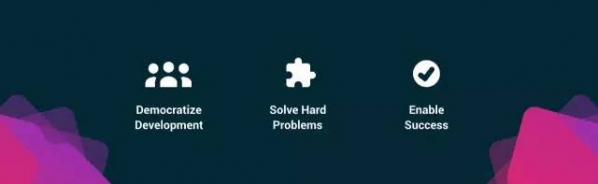 Democratize
Development
Solve Hard
Problems
Enable
Success